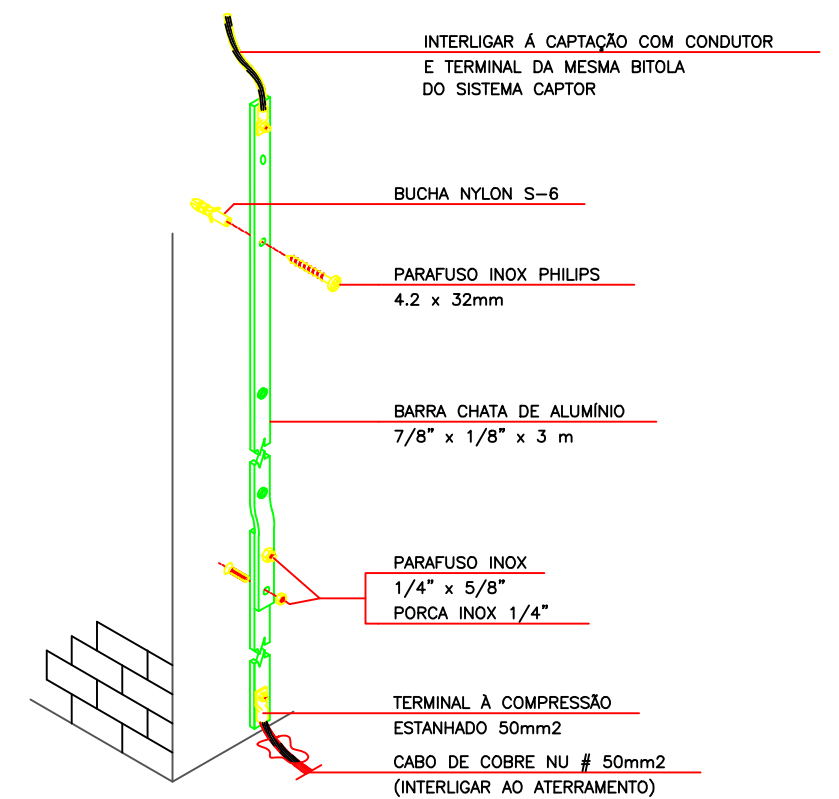 INTERLIGAR Á CAPTAÇÃO COM CONDUTOR
E TERMINAL DA MESMA BITOLA
DO SISTEMA CAPTOR
BUCHA NYLON S-6
PARAFUSO INOX PHILIPS
4.2 x 32mm
BARRA CHATA DE ALUMÍNIO
7/8" x 1/8" x 3 m
PARAFUSO INOX
1/4" x 5/8"
PORCA INOX 1/4"
TERMINAL À COMPRESSÃO
ESTANHADO 50mm2
CABO DE COBRE NU # 50mm2
(INTERLIGAR AO ATERRAMENTO)